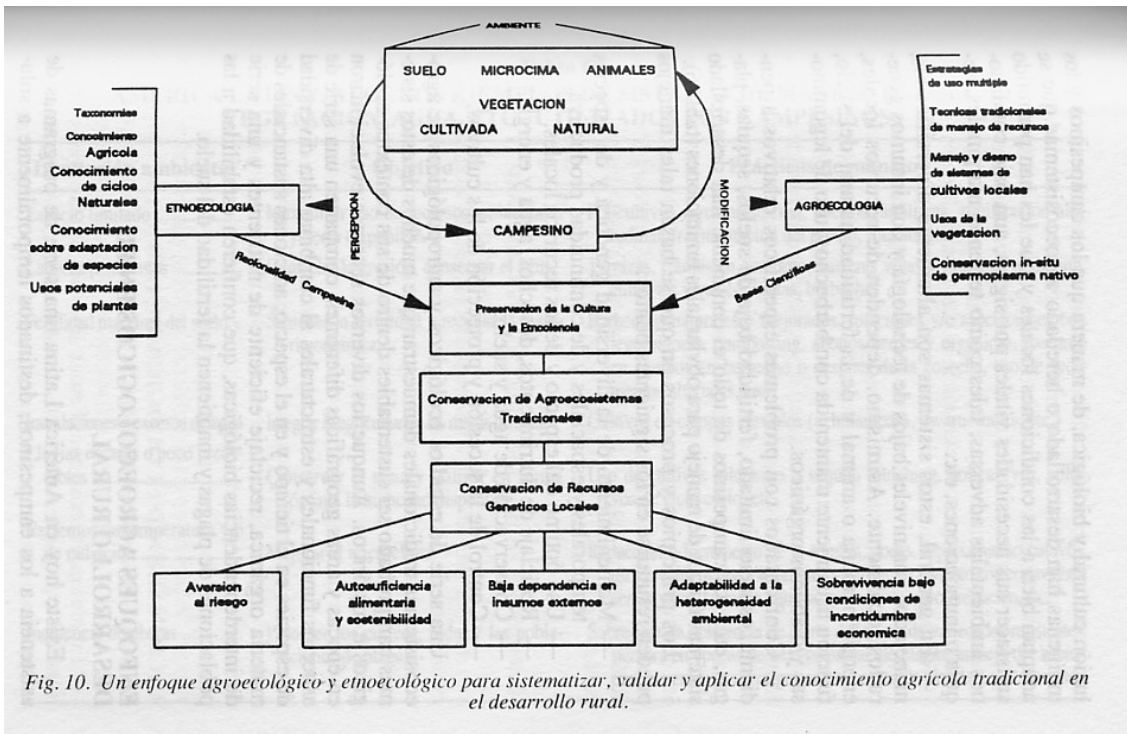 AMBIENTE
SUELO MICROCIMA ANIMALES
VEGETACION
CULTIVADA NATURAL
Taxonomias
Conocimiento
Agricola
Conocimiento
de ciclos
Naturales
Conocimiento
sobre adaptacion
de especies
Usos potenciales
de plantas
ETNOECOLOGIA
PERCEPCION
CAMPESINO
MODIFICACION
AGROECOLOGIA
Estrategias
de uso multiple
Tecnicas tradicionales
de manejo de recursos
Manejo y diseno
de sistemas de
cultivos locales
Usos de la
vegetacion
Conservacion in-situ
de germoplasma nativo
Racionalidad Campesina
Bases Cientificas
Preservacion de la Cultura
y la Etnociencia
Conservacion de Agroecosistemas
Tradicionales
Conservacion de Recursos
Geneticos Locales
Aversion
al riesgo
Autosuficiencia
alimentaria
y sostenibilidad
Baja dependencia en
insumos externos
Adaptabilidad a la
heterogeneidad
ambiental
Sobrevivencia bajo
condiciones de
incertidumbre
economica
Fig. 10. Un enfoque agroecológico y etnoecológico para sistematizar, validar y aplicar el conocimiento agrícola tradicional en
el desarrollo rural.